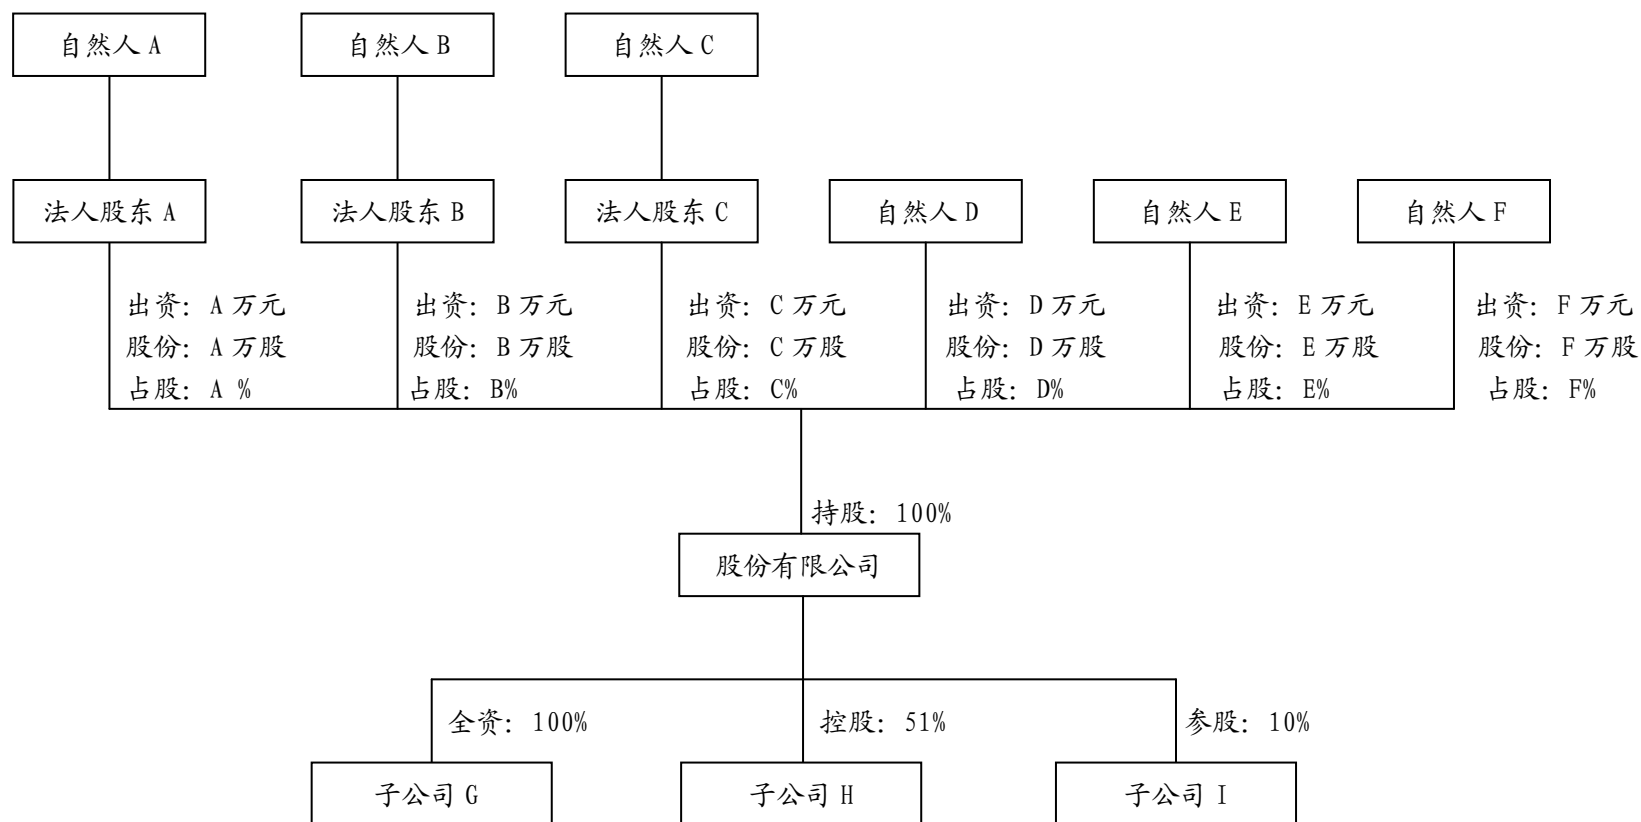 自然人 A 自然人 B 自然人 C
法人股东 A 法人股东 B 法人股东 C 自然人 D 自然人 E 自然人 F
出资: A 万元 出资: B 万元 出资: C 万元 出资: D 万元 出资: E 万元 出资: F 万元
股份: A 万股 股份: B 万股 股份: C 万股 股份: D 万股 股份: E 万股 股份: F 万股
占股: A % 占股: B% 占股: C% 占股: D% 占股: E% 占股: F%
持股: 100%
股份有限公司
全资: 100% 控股: 51% 参股: 10%
子公司 G 子公司 H 子公司 I